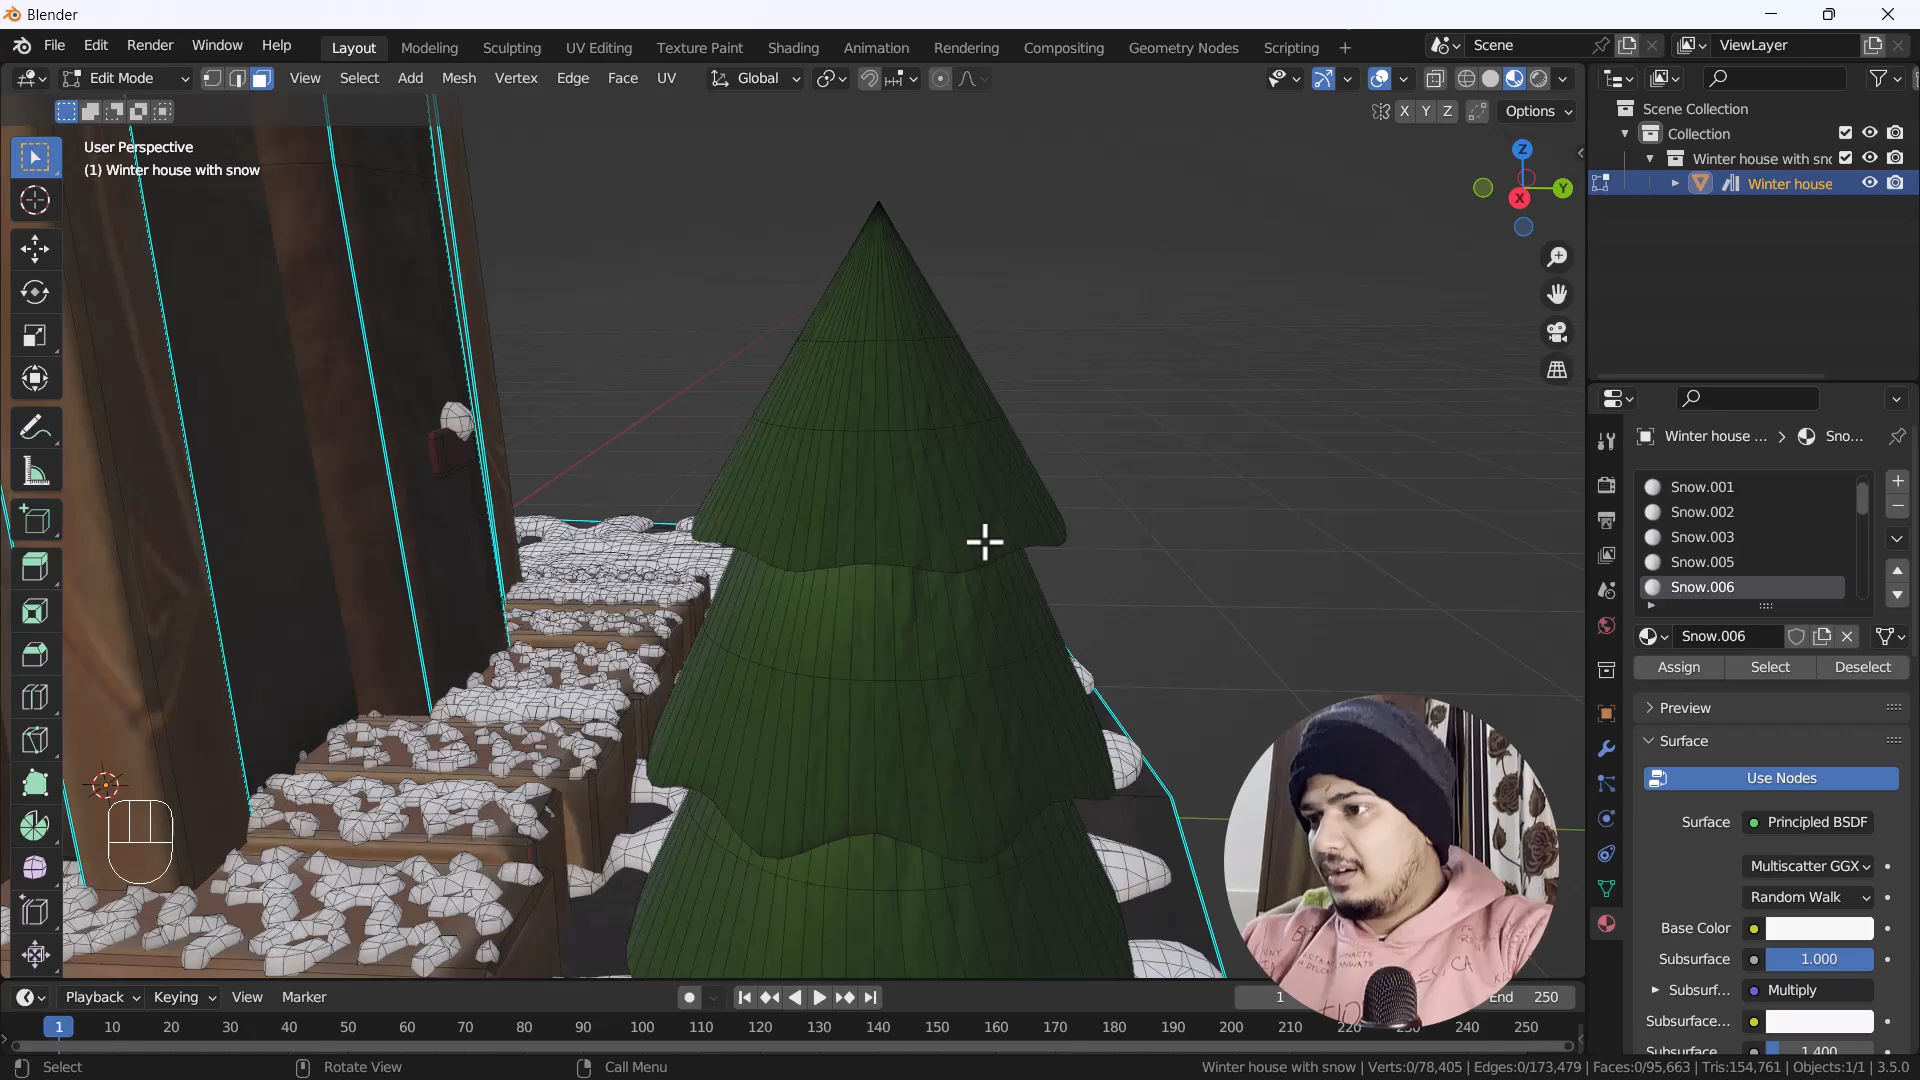 Blender
File Edit Render Window Help
Layout Modeling Sculpting UV Editing Texture Paint Shading Animation Rendering Compositing Geometry Nodes Scripting +
Scene
ViewLayer
Edit Mode View Select Add Mesh Vertex Edge Face UV
Global
X Y Z Options
User Perspective
(1) Winter house with snow
Z
Y
X
Scene Collection
Collection
Winter house with sno
Winter house
Winter house ... > Sno...
Snow.001
Snow.002
Snow.003
Snow.005
Snow.006
Snow.006
Assign Select Deselect
Preview
Surface
Use Nodes
Surface Principled BSDF
Multiscatter GGX
Random Walk
Base Color
Subsurface 1.000
Subsurf... Multiply
Subsurface...
Subsurface 1.400
Playback Keying View Marker
1 End 250
1 10 20 30 40 50 60 70 80 90 100 110 120 130 140 150 160 170 180 190 200 210 220 230 240 250
Select Rotate View Call Menu
Winter house with snow | Verts:0/78,405 | Edges:0/173,479 | Faces:0/95,663 | Tris:154,761 | Objects:1/1 | 3.5.0